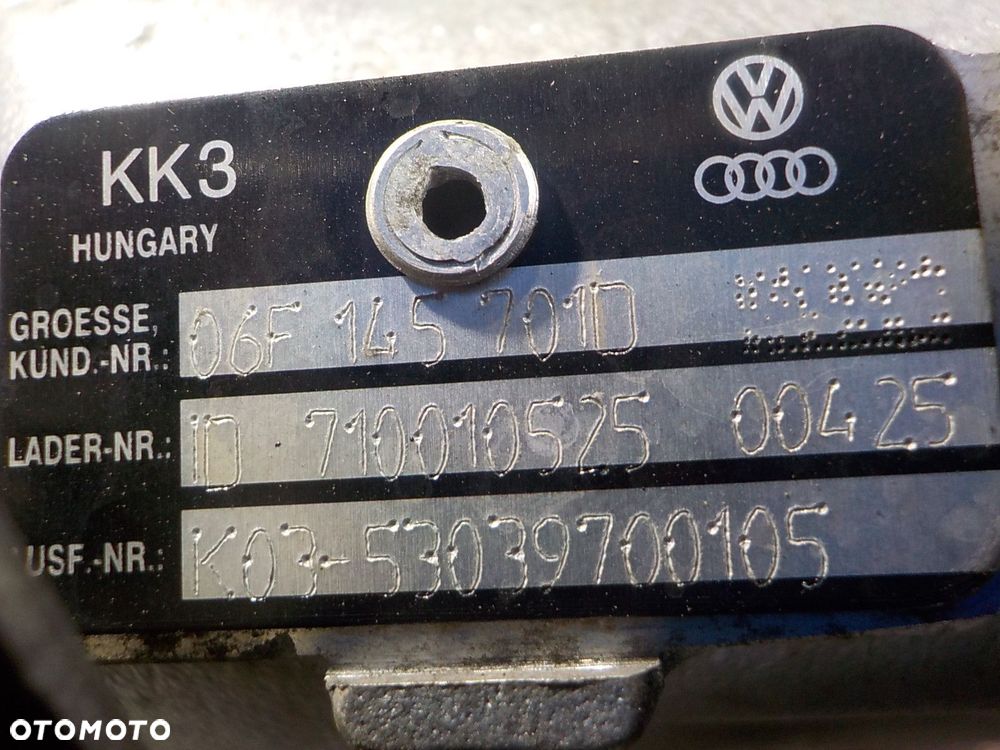 KK3
HUNGARY
GROESSE,
KUND.-NR.: 06F 145 701D
LADER-NR.: ID 710010525 00425
USF.-NR.: K03-53039700105
OTOMOTO